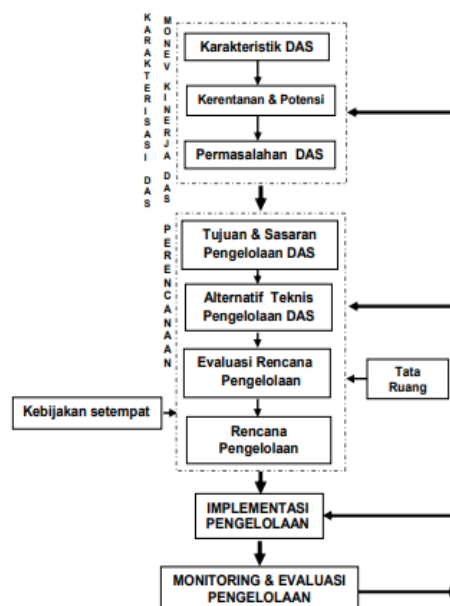 KARAKTERISASI DAS
MONEV KINERJA DAS
Karakteristik DAS
Kerentanan & Potensi
Permasalahan DAS
PERENCANAAN
Tujuan & Sasaran
Pengelolaan DAS
Alternatif Teknis
Pengelolaan DAS
Evaluasi Rencana
Pengelolaan
Tata
Ruang
Kebijakan setempat
Rencana
Pengelolaan
IMPLEMENTASI
PENGELOLAAN
MONITORING & EVALUASI
PENGELOLAAN